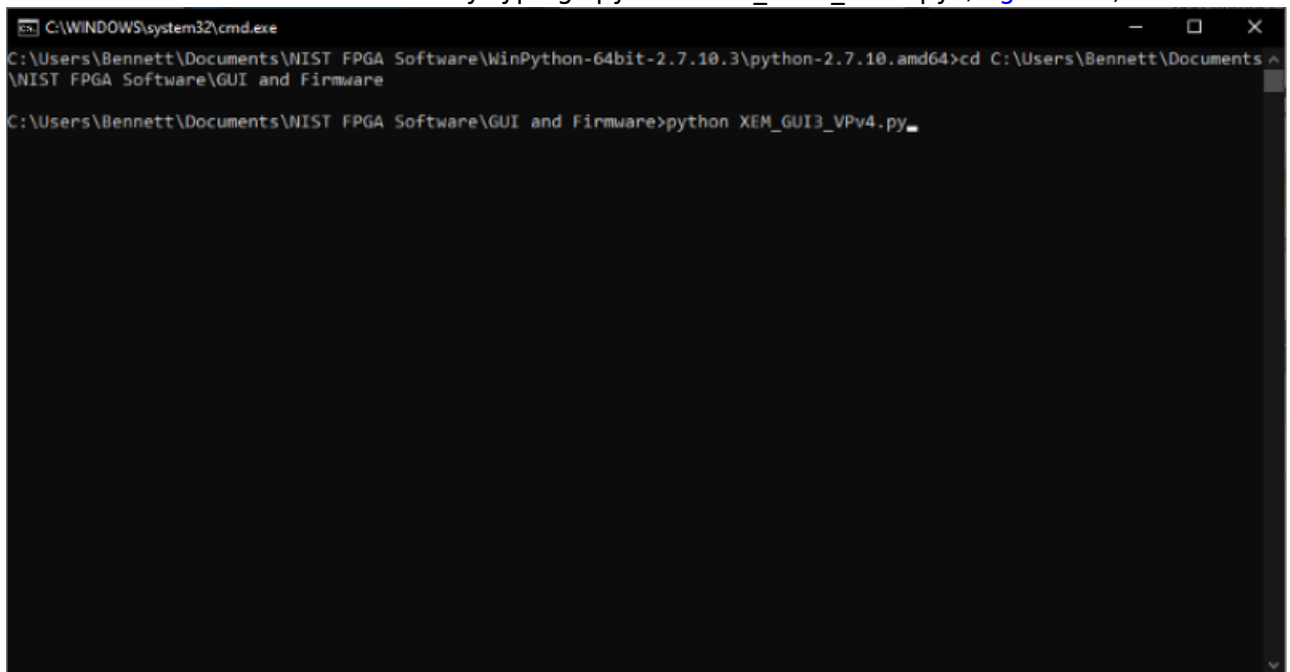 C:\WINDOWS\system32\cmd.exe
C:\Users\Bennett\Documents\NIST FPGA Software\WinPython-64bit-2.7.10.3\python-2.7.10.amd64>cd C:\Users\Bennett\Documents
\NIST FPGA Software\GUI and Firmware
C:\Users\Bennett\Documents\NIST FPGA Software\GUI and Firmware>python XEM_GUI3_VPv4.py